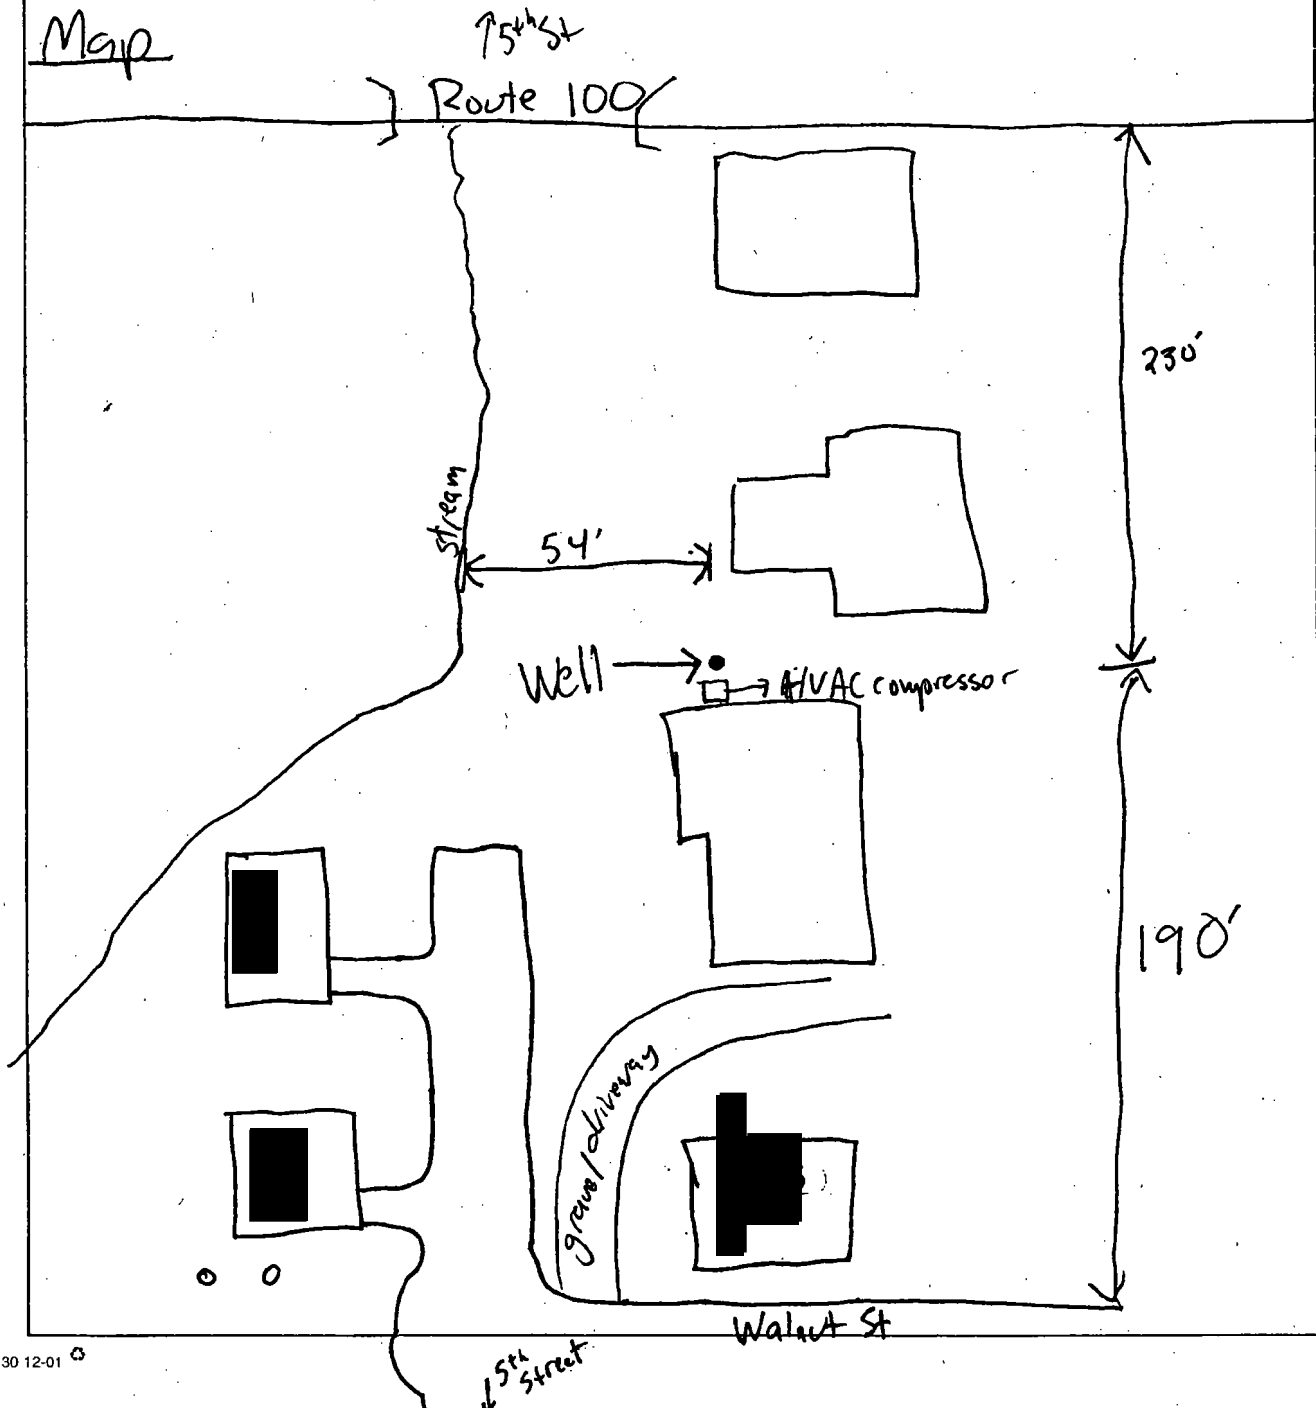 Map
↑5th St
Route 100
230'
Stream
54'
Well
HVAC compressor
190'
gravel driveway
Walnut St
30 12-01
↓5th Street